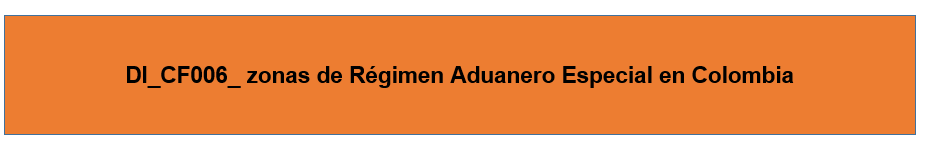 DI_CF006_ zonas de Régimen Aduanero Especial en Colombia